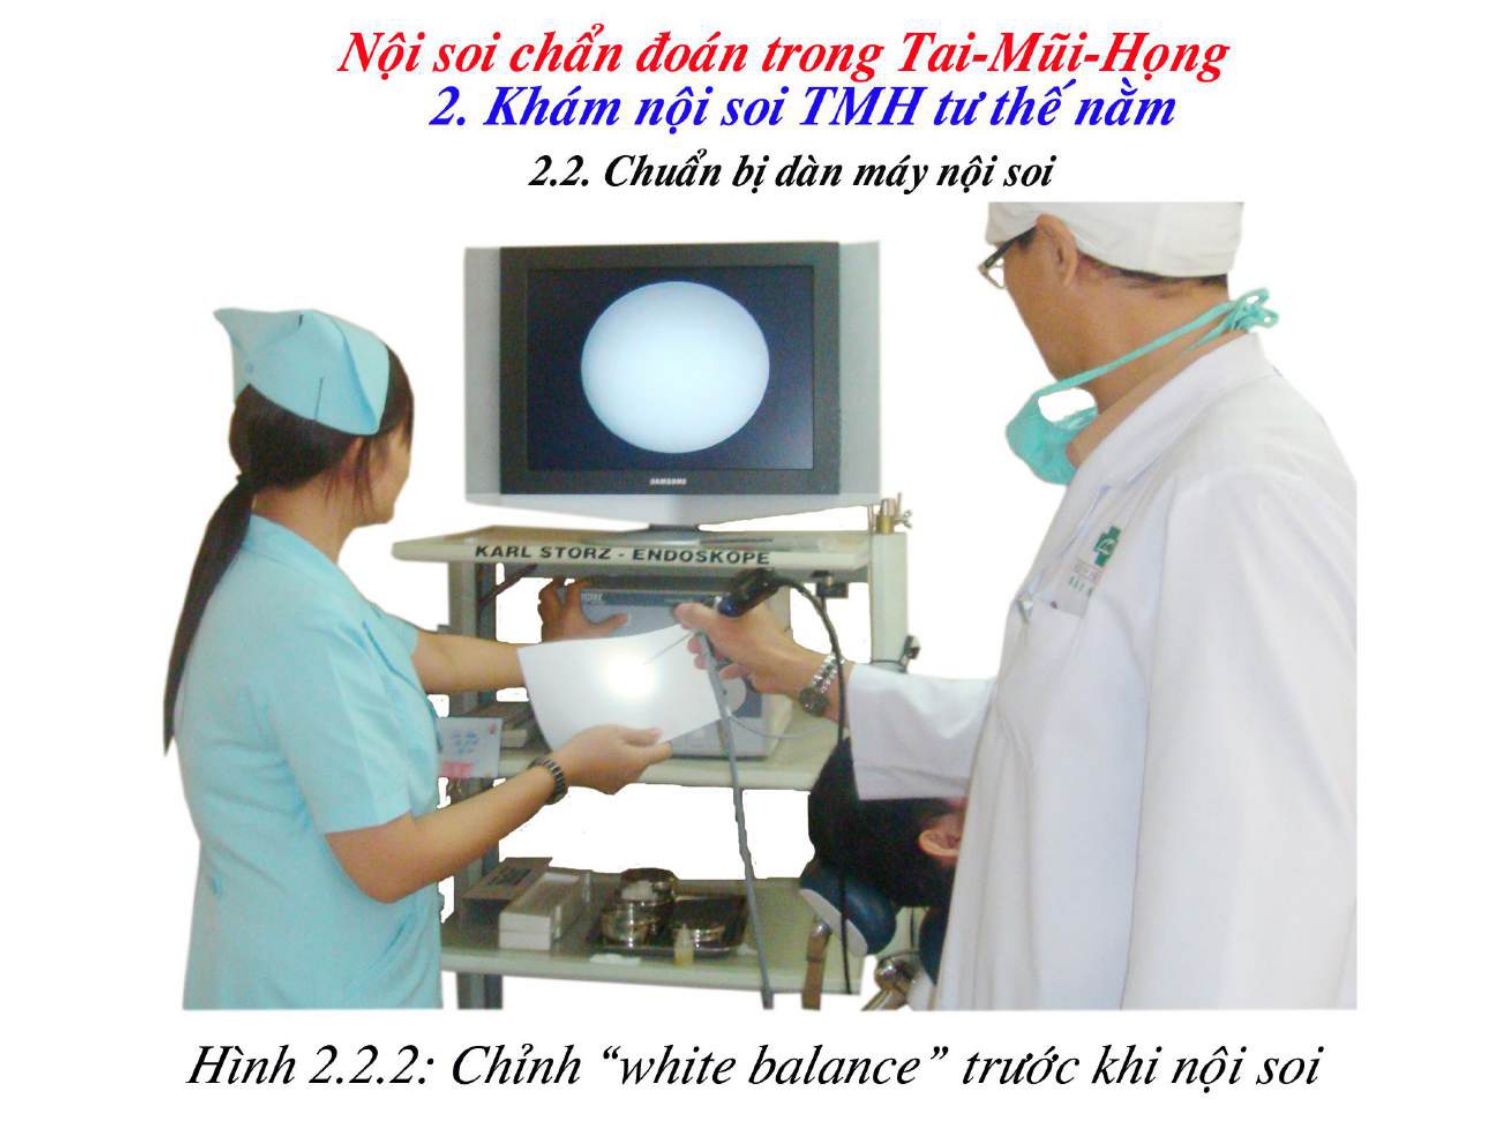 Nội soi chẩn đoán trong Tai-Mũi-Họng
2. Khám nội soi TMH tư thế nằm
2.2. Chuẩn bị dàn máy nội soi
SAMSUNG
KARL STORZ - ENDOSKOPE
Hình 2.2.2: Chỉnh “white balance” trước khi nội soi